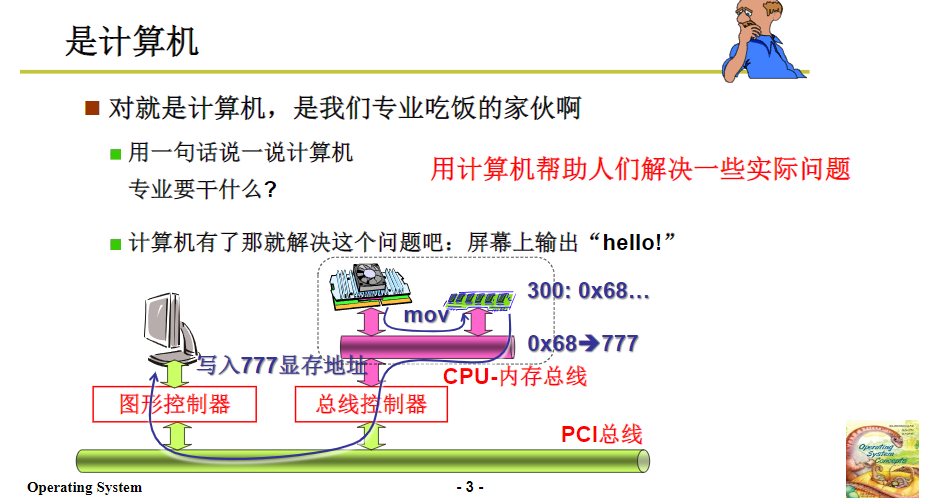 是计算机
对就是计算机，是我们专业吃饭的家伙啊
用一句话说一说计算机
专业要干什么?
用计算机帮助人们解决一些实际问题
计算机有了那就解决这个问题吧：屏幕上输出“hello!”
300: 0x68…
mov
0x68➔777
写入777显存地址
CPU-内存总线
图形控制器
总线控制器
PCI总线
Operating System
- 3 -
Operating
System
Concepts